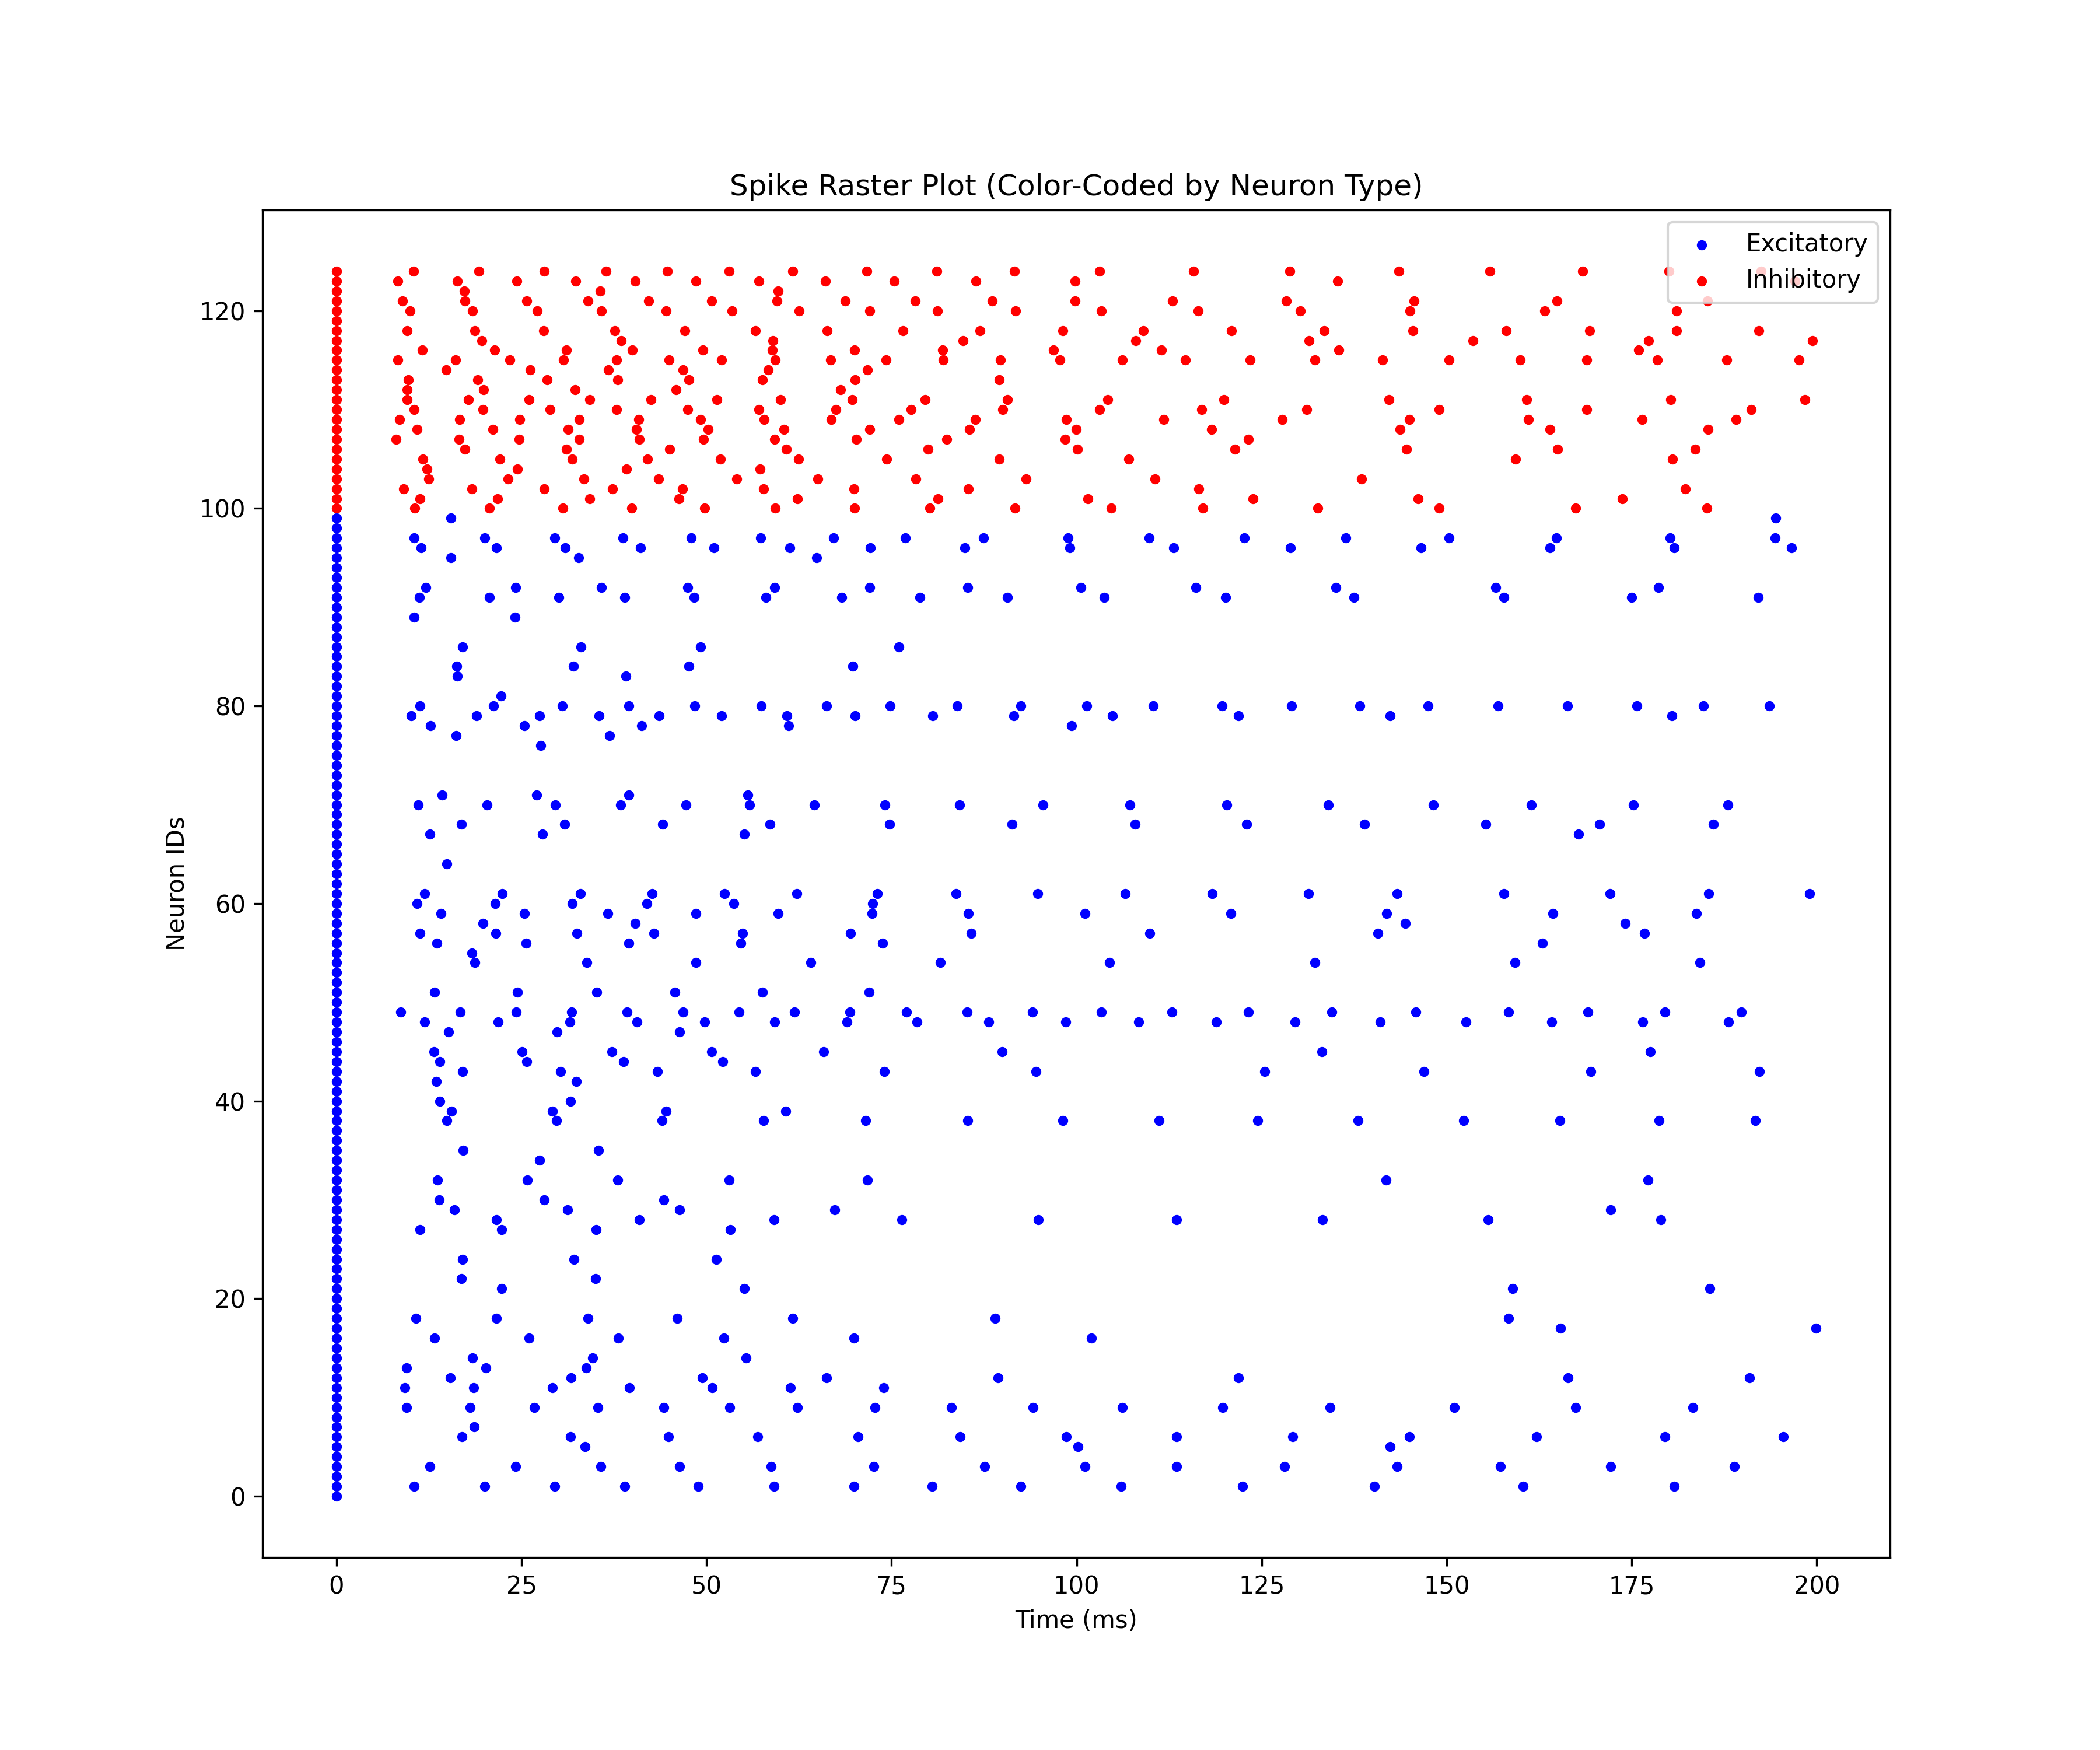 Spike Raster Plot (Color-Coded by Neuron Type)
Excitatory
Inhibitory
120
100
80
60
40
20
0
Neuron IDs
0 25 50 75 100 125 150 175 200
Time (ms)